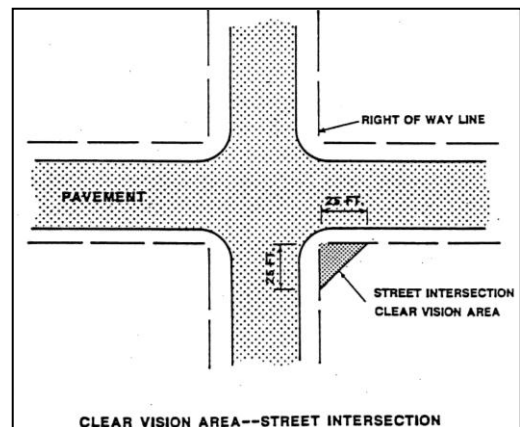 RIGHT OF WAY LINE
PAVEMENT
25 FT.
25 FT.
STREET INTERSECTION
CLEAR VISION AREA
CLEAR VISION AREA--STREET INTERSECTION